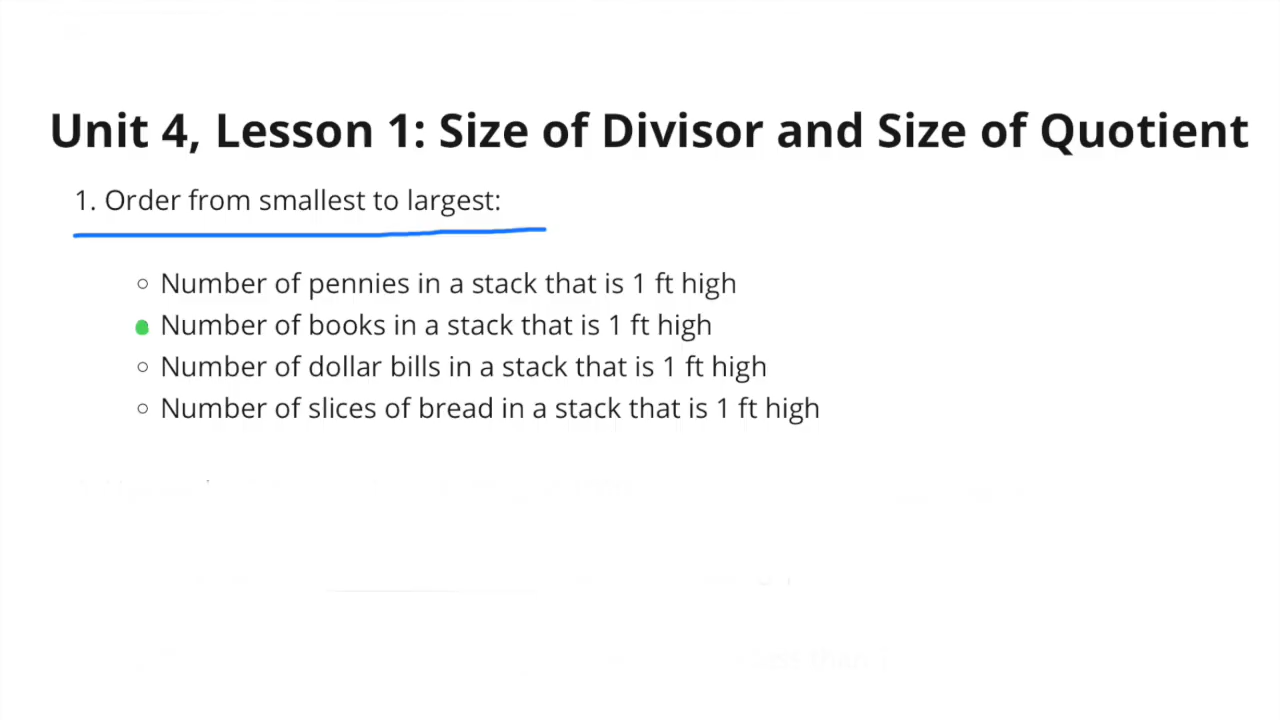 Unit 4, Lesson 1: Size of Divisor and Size of Quotient
1. Order from smallest to largest:
Number of pennies in a stack that is 1 ft high
Number of books in a stack that is 1 ft high
Number of dollar bills in a stack that is 1 ft high
Number of slices of bread in a stack that is 1 ft high
less than 1